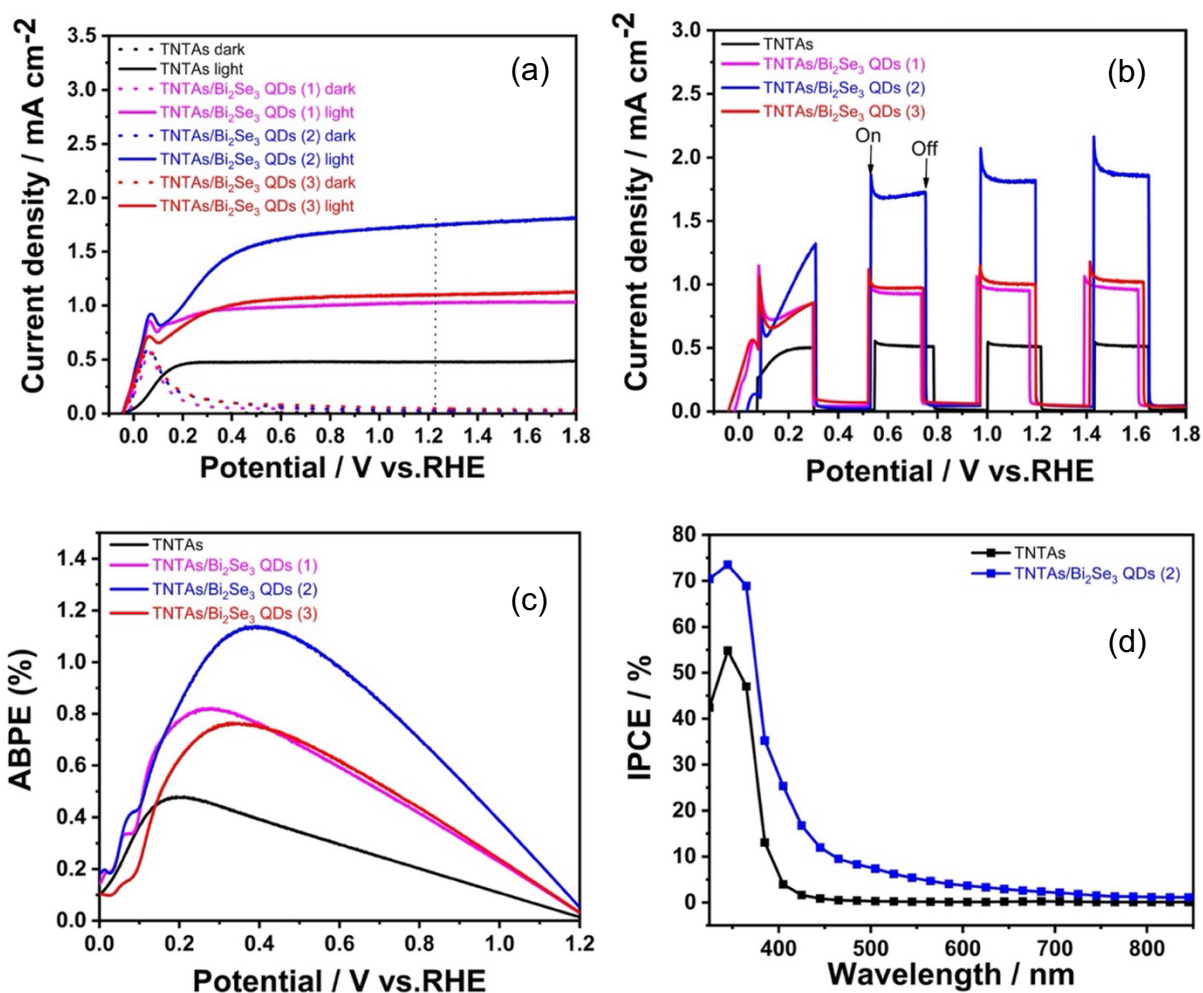 3.5
3.0
2.5
2.0
1.5
1.0
0.5
0.0
Current density / mA cm-2
TNTAs dark
TNTAs light
TNTAs/Bi2Se3 QDs (1) dark
TNTAs/Bi2Se3 QDs (1) light
TNTAs/Bi2Se3 QDs (2) dark
TNTAs/Bi2Se3 QDs (2) light
TNTAs/Bi2Se3 QDs (3) dark
TNTAs/Bi2Se3 QDs (3) light
(a)
0.0 0.2 0.4 0.6 0.8 1.0 1.2 1.4 1.6 1.8
Potential / V vs.RHE
3.0
2.5
2.0
1.5
1.0
0.5
0.0
Current density / mA cm-2
TNTAs
TNTAs/Bi2Se3 QDs (1)
TNTAs/Bi2Se3 QDs (2)
TNTAs/Bi2Se3 QDs (3)
(b)
On
Off
0.0 0.2 0.4 0.6 0.8 1.0 1.2 1.4 1.6 1.8
Potential / V vs.RHE
1.4
1.2
1.0
0.8
0.6
0.4
0.2
0.0
ABPE (%)
TNTAs
TNTAs/Bi2Se3 QDs (1)
TNTAs/Bi2Se3 QDs (2)
TNTAs/Bi2Se3 QDs (3)
(c)
0.0 0.2 0.4 0.6 0.8 1.0 1.2
Potential / V vs.RHE
80
70
60
50
40
30
20
10
0
IPCE / %
TNTAs
TNTAs/Bi2Se3 QDs (2)
(d)
400 500 600 700 800
Wavelength / nm